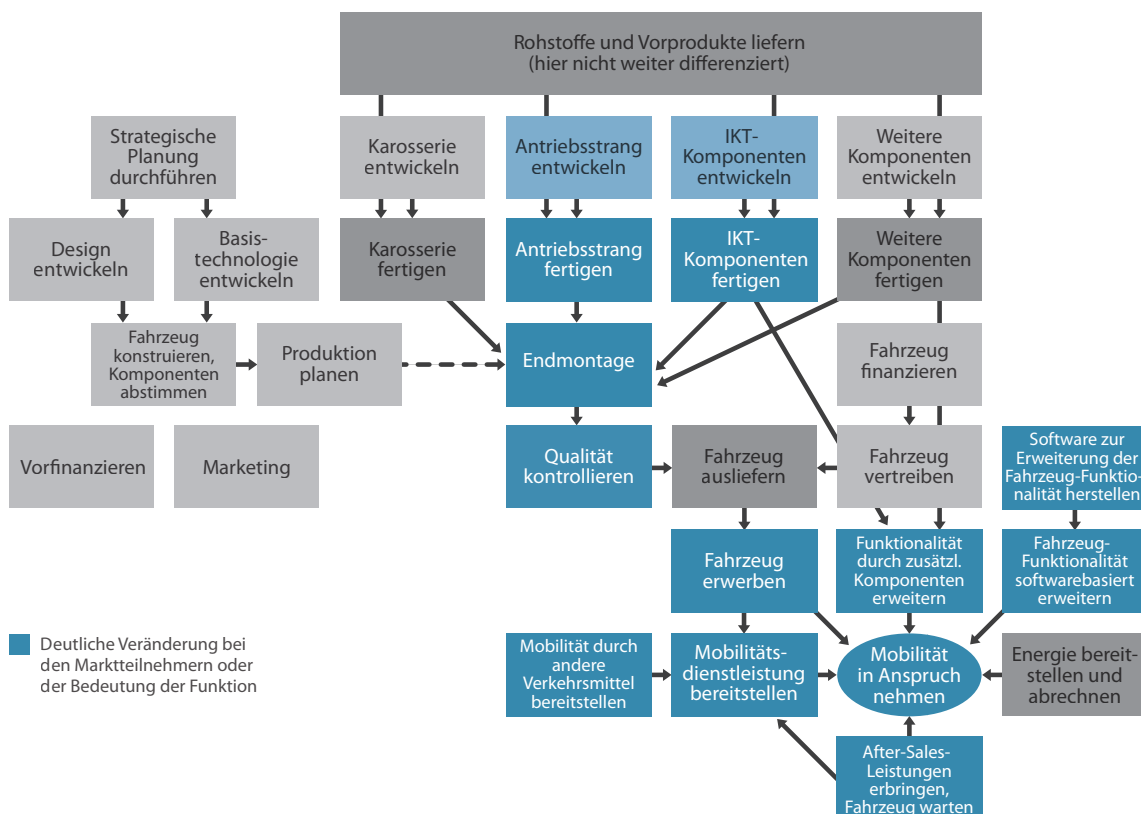 Rohstoffe und Vorprodukte liefern
(hier nicht weiter differenziert)
Strategische
Planung
durchführen
Karosserie
entwickeln
Antriebsstrang
entwickeln
IKT-
Komponenten
entwickeln
Weitere
Komponenten
entwickeln
Design
entwickeln
Basis-
technologie
entwickeln
Karosserie
fertigen
Antriebsstrang
fertigen
IKT-
Komponenten
fertigen
Weitere
Komponenten
fertigen
Fahrzeug
konstruieren,
Komponenten
abstimmen
Produktion
planen
Endmontage
Fahrzeug
finanzieren
Vorfinanzieren
Marketing
Qualität
kontrollieren
Fahrzeug
ausliefern
Fahrzeug
vertreiben
Software zur
Erweiterung der
Fahrzeug-Funktio-
nalität herstellen
Fahrzeug
erwerben
Funktionalität
durch zusätzl.
Komponenten
erweitern
Fahrzeug-
Funktionalität
softwarebasiert
erweitern
Deutliche Veränderung bei
den Marktteilnehmern oder
der Bedeutung der Funktion
Mobilität durch
andere
Verkehrsmittel
bereitstellen
Mobilitäts-
dienstleistung
bereitstellen
Mobilität
in Anspruch
nehmen
Energie bereit-
stellen und
abrechnen
After-Sales-
Leistungen
erbringen,
Fahrzeug warten